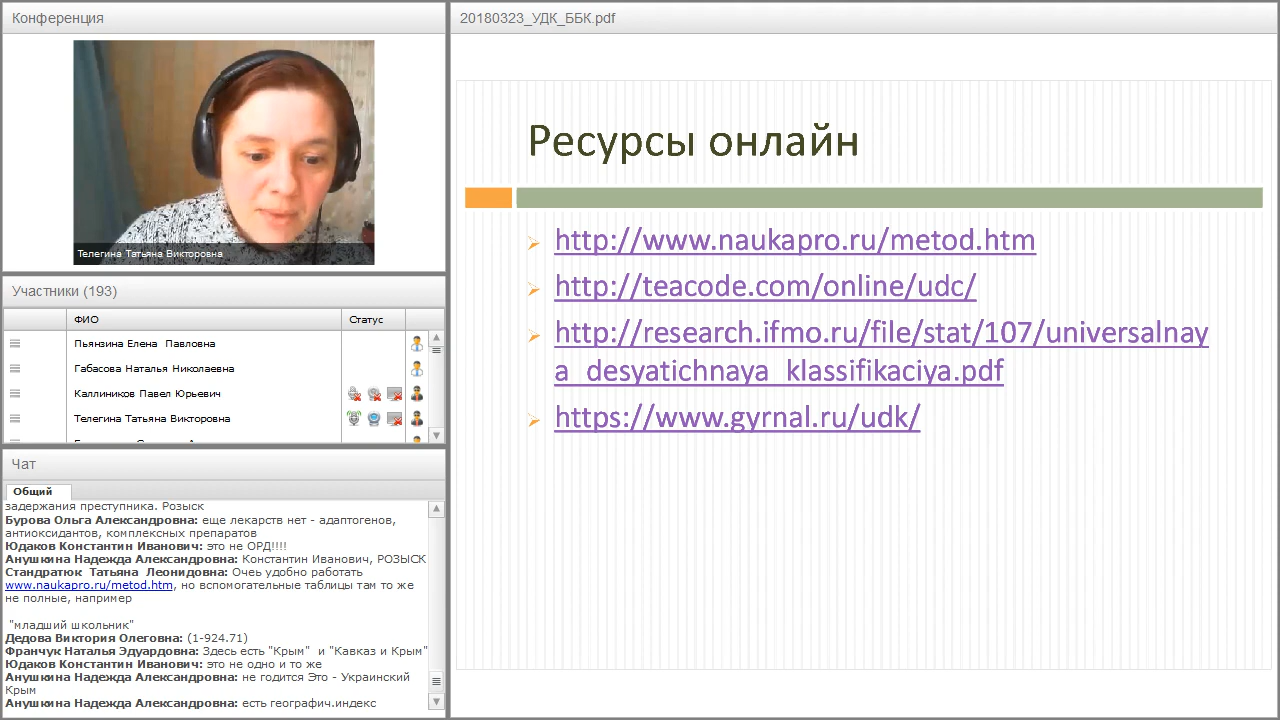 Конференция
Телегина Татьяна Викторовна
Участники (193)
ФИО Статус
Пьянзина Елена Павловна
Габасова Наталья Николаевна
Каллиников Павел Юрьевич
Телегина Татьяна Викторовна
Чат
Общий
задержания преступника. Розыск
Бурова Ольга Александровна: еще лекарств нет - адаптогенов,
антиоксидантов, комплексных препаратов
Юдаков Константин Иванович: это не ОРД!!!!
Анушкина Надежда Александровна: Константин Иванович, РОЗЫСК
Стандратюк Татьяна Леонидовна: Очеь удобно работать
www.naukapro.ru/metod.htm, но вспомогательные таблицы там то же
не полные, например
"младший школьник"
Дедова Виктория Олеговна: (1-924.71)
Франчук Наталья Эдуардовна: Здесь есть "Крым" и "Кавказ и Крым"
Юдаков Константин Иванович: это не одно и то же
Анушкина Надежда Александровна: не годится Это - Украинский
Крым
Анушкина Надежда Александровна: есть географич.индекс
20180323_УДК_ББК.pdf
Ресурсы онлайн
http://www.naukapro.ru/metod.htm
http://teacode.com/online/udc/
http://research.ifmo.ru/file/stat/107/universalnay
a_desyatichnaya_klassifikaciya.pdf
https://www.gyrnal.ru/udk/